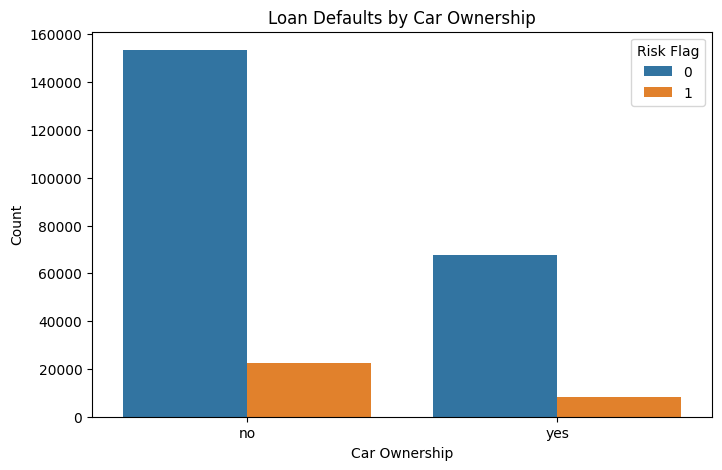 Loan Defaults by Car Ownership
160000
140000
120000
100000
80000
60000
40000
20000
0
Count
Risk Flag
0
1
no
yes
Car Ownership